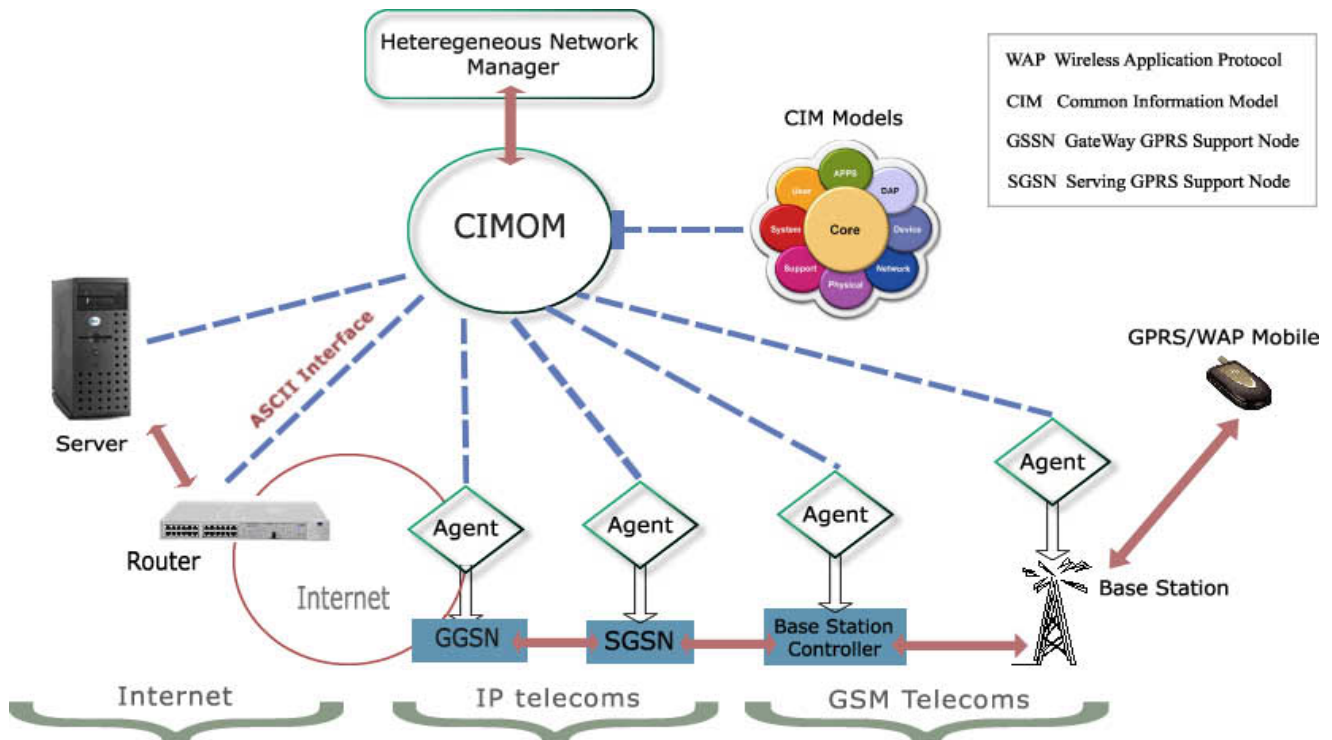 Heteregeneous Network
Manager
WAP Wireless Application Protocol
CIM Common Information Model
GSSN GateWay GPRS Support Node
SGSN Serving GPRS Support Node
CIM Models
APPS
User
DAP
System
Core
Device
Support
Network
Physical
CIMOM
ASCII Interface
Server
GPRS/WAP Mobile
Agent
Agent
Agent
Agent
Router
Internet
Base Station
GGSN
SGSN
Base Station
Controller
Internet
IP telecoms
GSM Telecoms